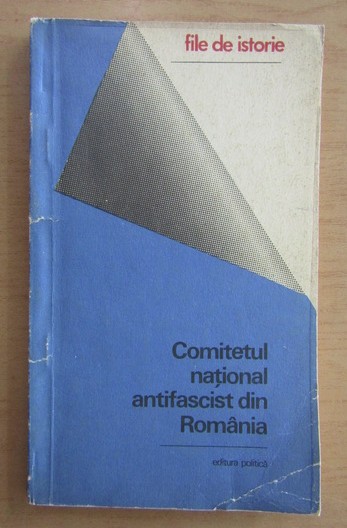 file de istorie
Comitetul
național
antifascist din
România
editura politică